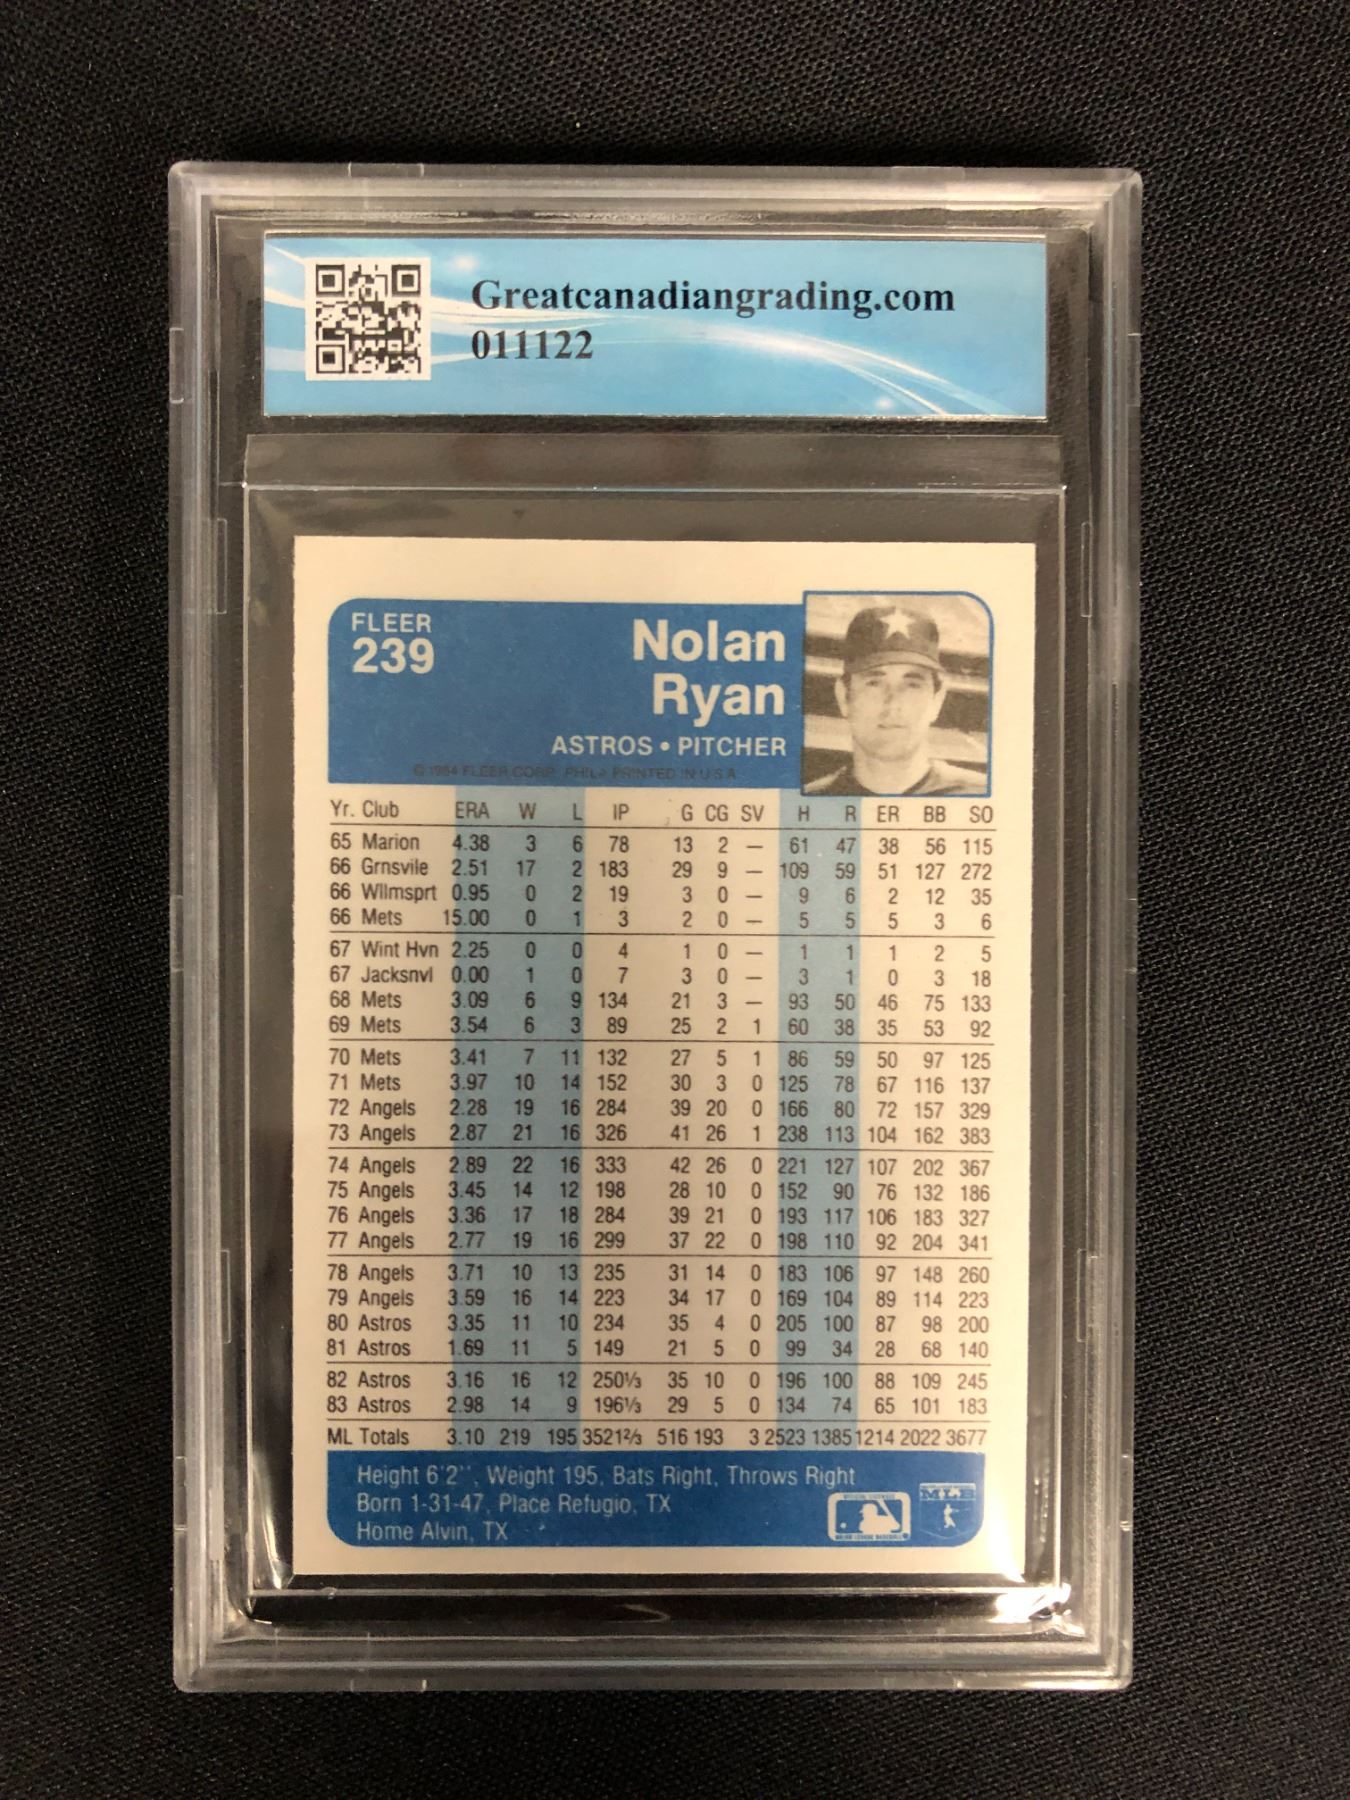 Greatcanadiangrading.com
011122
FLEER
239
Nolan
Ryan
ASTROS • PITCHER
© 1984 FLEER CORP. PHILA PRINTED IN U.S.A.
Yr. Club ERA W L IP G CG SV H R ER BB SO
65 Marion 4.38 3 6 78 13 2 — 61 47 38 56 115
66 Grnsvile 2.51 17 2 183 29 9 — 109 59 51 127 272
66 Wllmsprt 0.95 0 2 19 3 0 — 9 6 2 12 35
66 Mets 15.00 0 1 3 2 0 — 5 5 5 3 6
67 Wint Hvn 2.25 0 0 4 1 0 — 1 1 1 2 5
67 Jacksnvl 0.00 1 0 7 3 0 — 3 1 0 3 18
68 Mets 3.09 6 9 134 21 3 — 93 50 46 75 133
69 Mets 3.54 6 3 89 25 2 1 60 38 35 53 92
70 Mets 3.41 7 11 132 27 5 1 86 59 50 97 125
71 Mets 3.97 10 14 152 30 3 0 125 78 67 116 137
72 Angels 2.28 19 16 284 39 20 0 166 80 72 157 329
73 Angels 2.87 21 16 326 41 26 1 238 113 104 162 383
74 Angels 2.89 22 16 333 42 26 0 221 127 107 202 367
75 Angels 3.45 14 12 198 28 10 0 152 90 76 132 186
76 Angels 3.36 17 18 284 39 21 0 193 117 106 183 327
77 Angels 2.77 19 16 299 37 22 0 198 110 92 204 341
78 Angels 3.71 10 13 235 31 14 0 183 106 97 148 260
79 Angels 3.59 16 14 223 34 17 0 169 104 89 114 223
80 Astros 3.35 11 10 234 35 4 0 205 100 87 98 200
81 Astros 1.69 11 5 149 21 5 0 99 34 28 68 140
82 Astros 3.16 16 12 250⅓ 35 10 0 196 100 88 109 245
83 Astros 2.98 14 9 196⅓ 29 5 0 134 74 65 101 183
ML Totals 3.10 219 195 3521⅔ 516 193 3 2523 1385 1214 2022 3677
Height 6'2'', Weight 195, Bats Right, Throws Right
Born 1-31-47, Place Refugio, TX
Home Alvin, TX
MLB